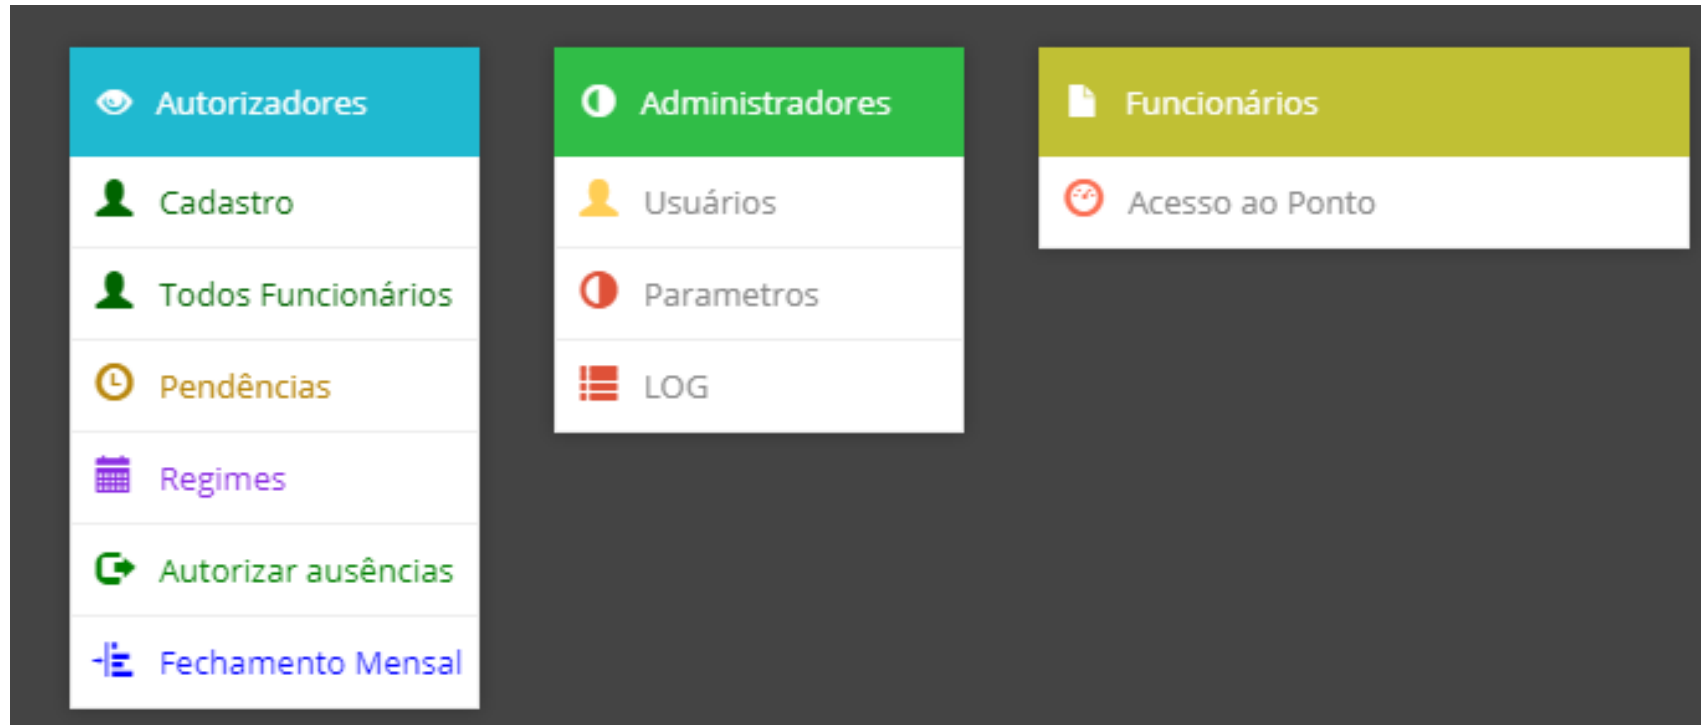 Autorizadores
Cadastro
Todos Funcionários
Pendências
Regimes
Autorizar ausências
Fechamento Mensal
Administradores
Usuários
Parametros
LOG
Funcionários
Acesso ao Ponto